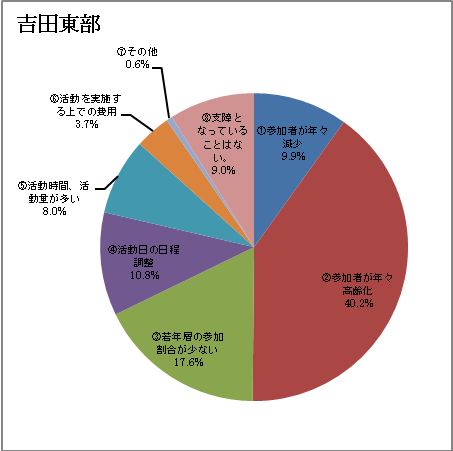 吉田東部
⑦その他
0.6%
⑥活動を実施す
る上での費用
3.7%
⑧支障と
なっている
ことはな
い。
9.0%
①参加者が年々
減少
9.9%
⑤活動時間、活
動量が多い
8.0%
④活動日の日程
調整
10.8%
②参加者が年々
高齢化
40.2%
③若年層の参加
割合が少ない
17.6%